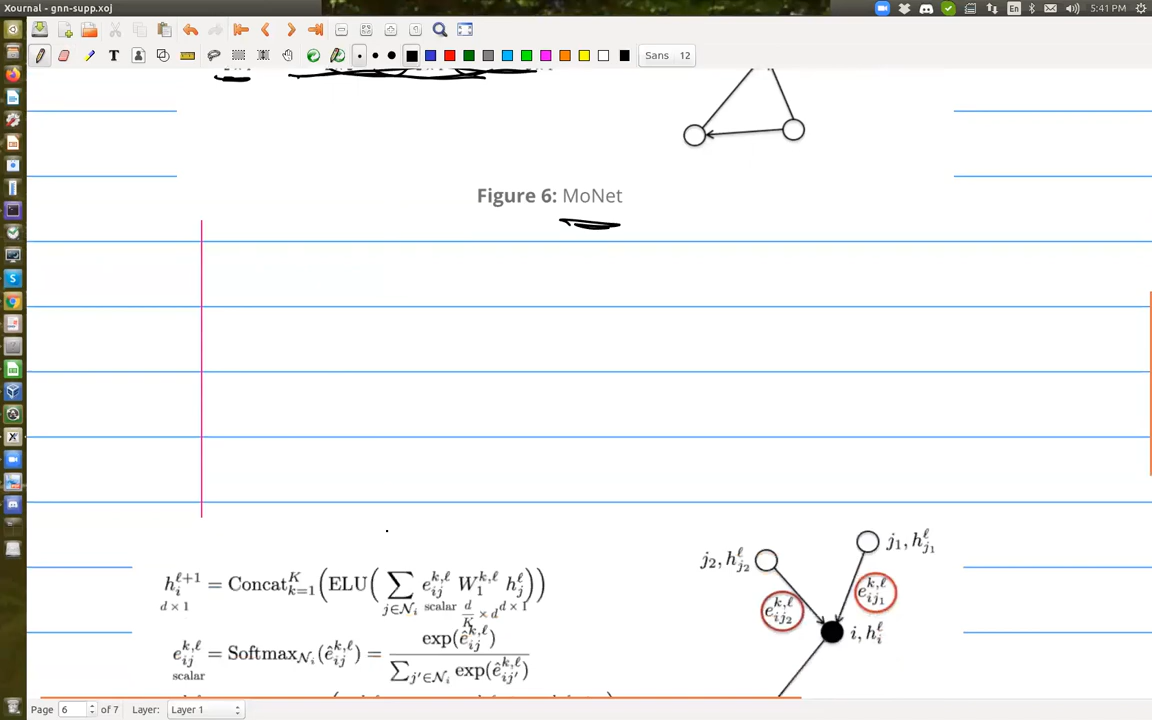 Xournal - gnn-supp.xoj
En
5:41 PM
Sans 12
Figure 6: MoNet
h_i^{ℓ+1} = Concat_{k=1}^{K}(ELU(∑_{j∈N_i} e_{ij}^{k,ℓ} W_1^{k,ℓ} h_j^ℓ))
d × 1 scalar d/K × d d × 1
e_{ij}^{k,ℓ} = Softmax_{N_i}(ê_{ij}^{k,ℓ}) = exp(ê_{ij}^{k,ℓ}) / ∑_{j'∈N_i} exp(ê_{ij'}^{k,ℓ})
scalar
j_2, h_{j_2}^ℓ
j_1, h_{j_1}^ℓ
e_{ij_2}^{k,ℓ}
e_{ij_1}^{k,ℓ}
i, h_i^ℓ
Page 6 of 7 Layer: Layer 1